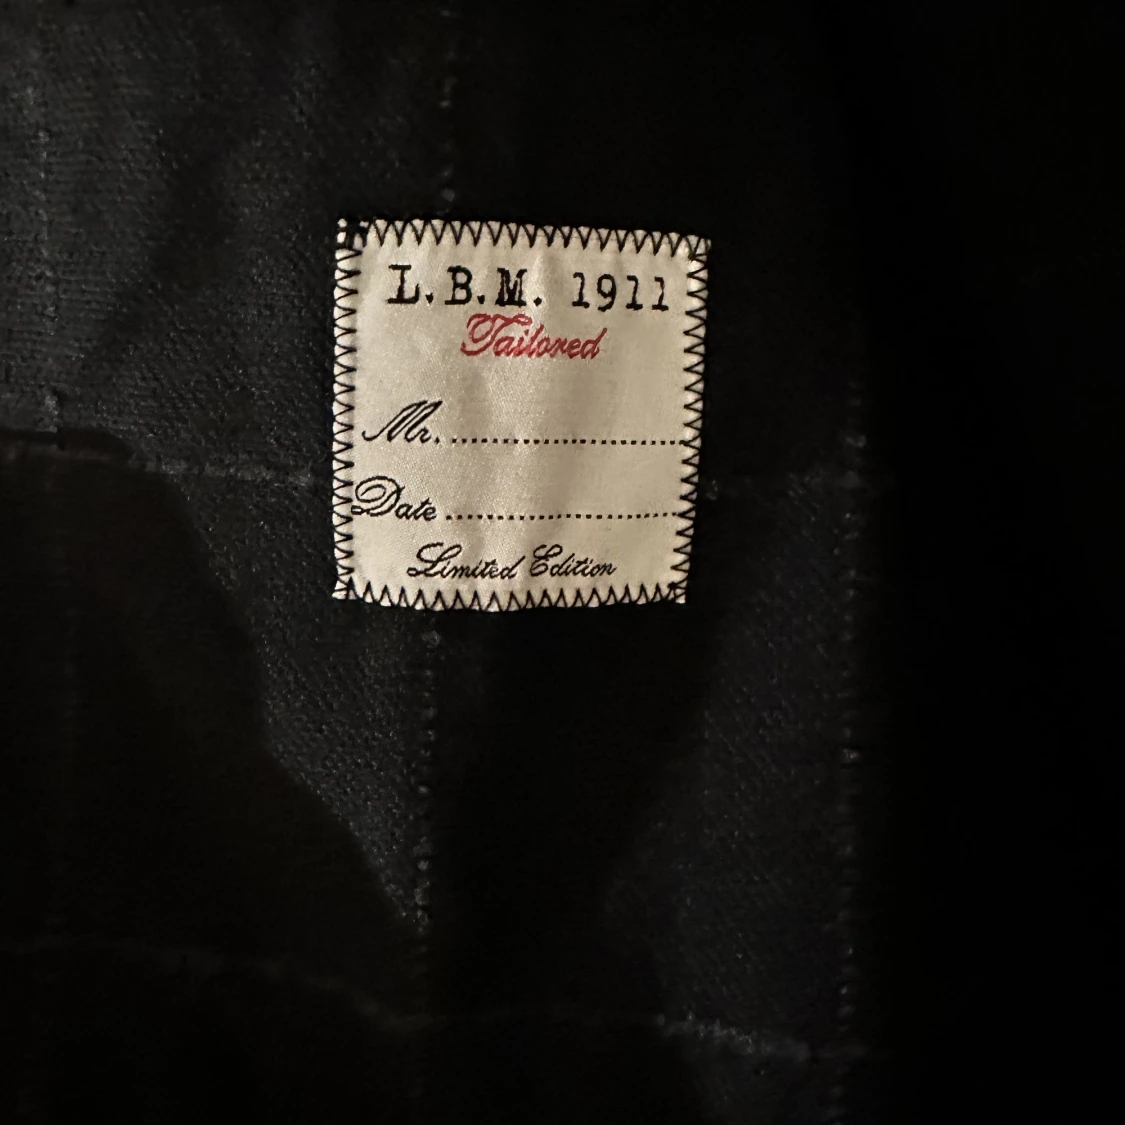 L.B.M. 1911
Tailored
Mr. ..............................
Date ..............................
Limited Edition